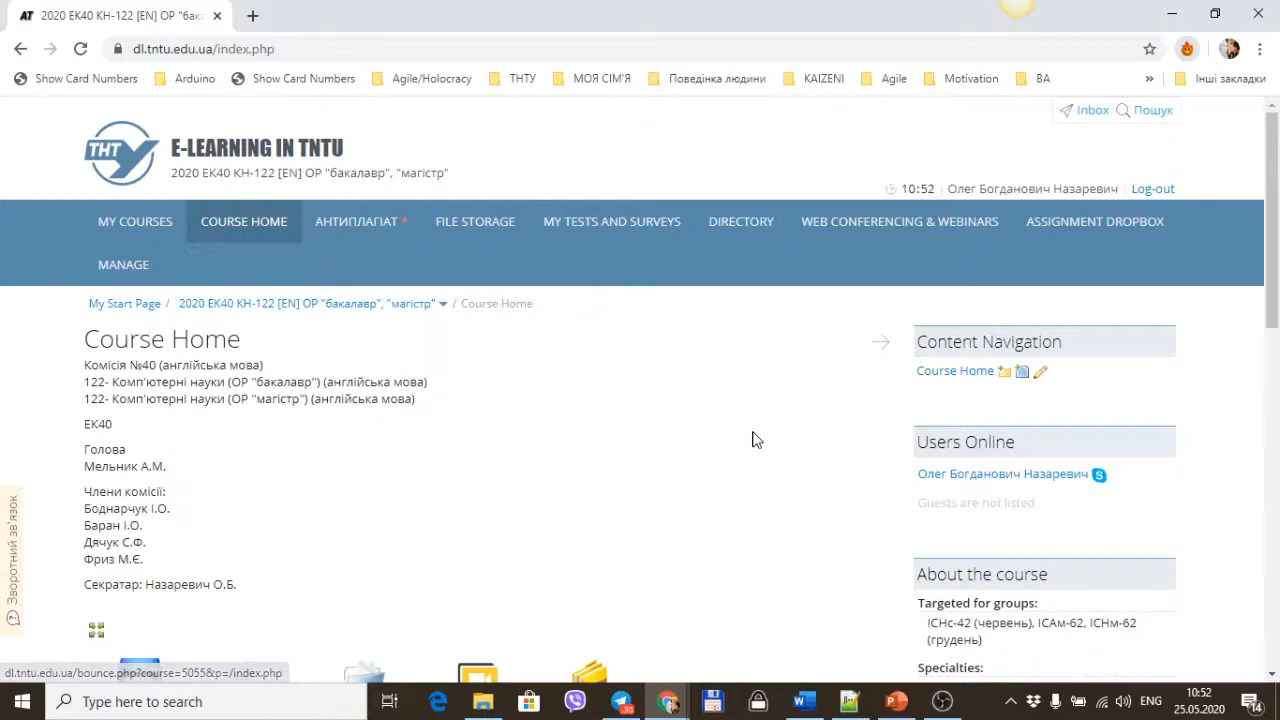 2020 ЕК40 КН-122 [EN] ОР "бака
dl.tntu.edu.ua/index.php
Show Card Numbers
Arduino
Show Card Numbers
Agile/Holocracy
ТНТУ
МОЯ СІМ'Я
Поведінка людини
KAIZENI
Agile
Motivation
BA
»
Інші закладки
Inbox
Пошук
ТНТУ
E-LEARNING IN TNTU
2020 ЕК40 КН-122 [EN] ОР "бакалавр", "магістр"
10:52
Олег Богданович Назаревич
Log-out
MY COURSES
COURSE HOME
АНТИПЛАГІАТ *
FILE STORAGE
MY TESTS AND SURVEYS
DIRECTORY
WEB CONFERENCING & WEBINARS
ASSIGNMENT DROPBOX
MANAGE
My Start Page / 2020 ЕК40 КН-122 [EN] ОР "бакалавр", "магістр" / Course Home
Course Home
Комісія №40 (англійська мова)
122- Комп'ютерні науки (ОР "бакалавр") (англійська мова)
122- Комп'ютерні науки (ОР "магістр") (англійська мова)
ЕК40
Голова
Мельник А.М.
Члени комісії:
Боднарчук І.О.
Баран І.О.
Дячук С.Ф.
Фриз М.Є.
Секратар: Назаревич О.Б.
Content Navigation
Course Home
Users Online
Олег Богданович Назаревич
Guests are not listed
About the course
Targeted for groups:
ІСНс-42 (червень), ІСАм-62, ІСНм-62
(грудень)
Specialties:
Зворотний зв'язок
dl.tntu.edu.ua/bounce.php?course=5055&p=/index.php
Type here to search
30
ENG
10:52
25.05.2020
14